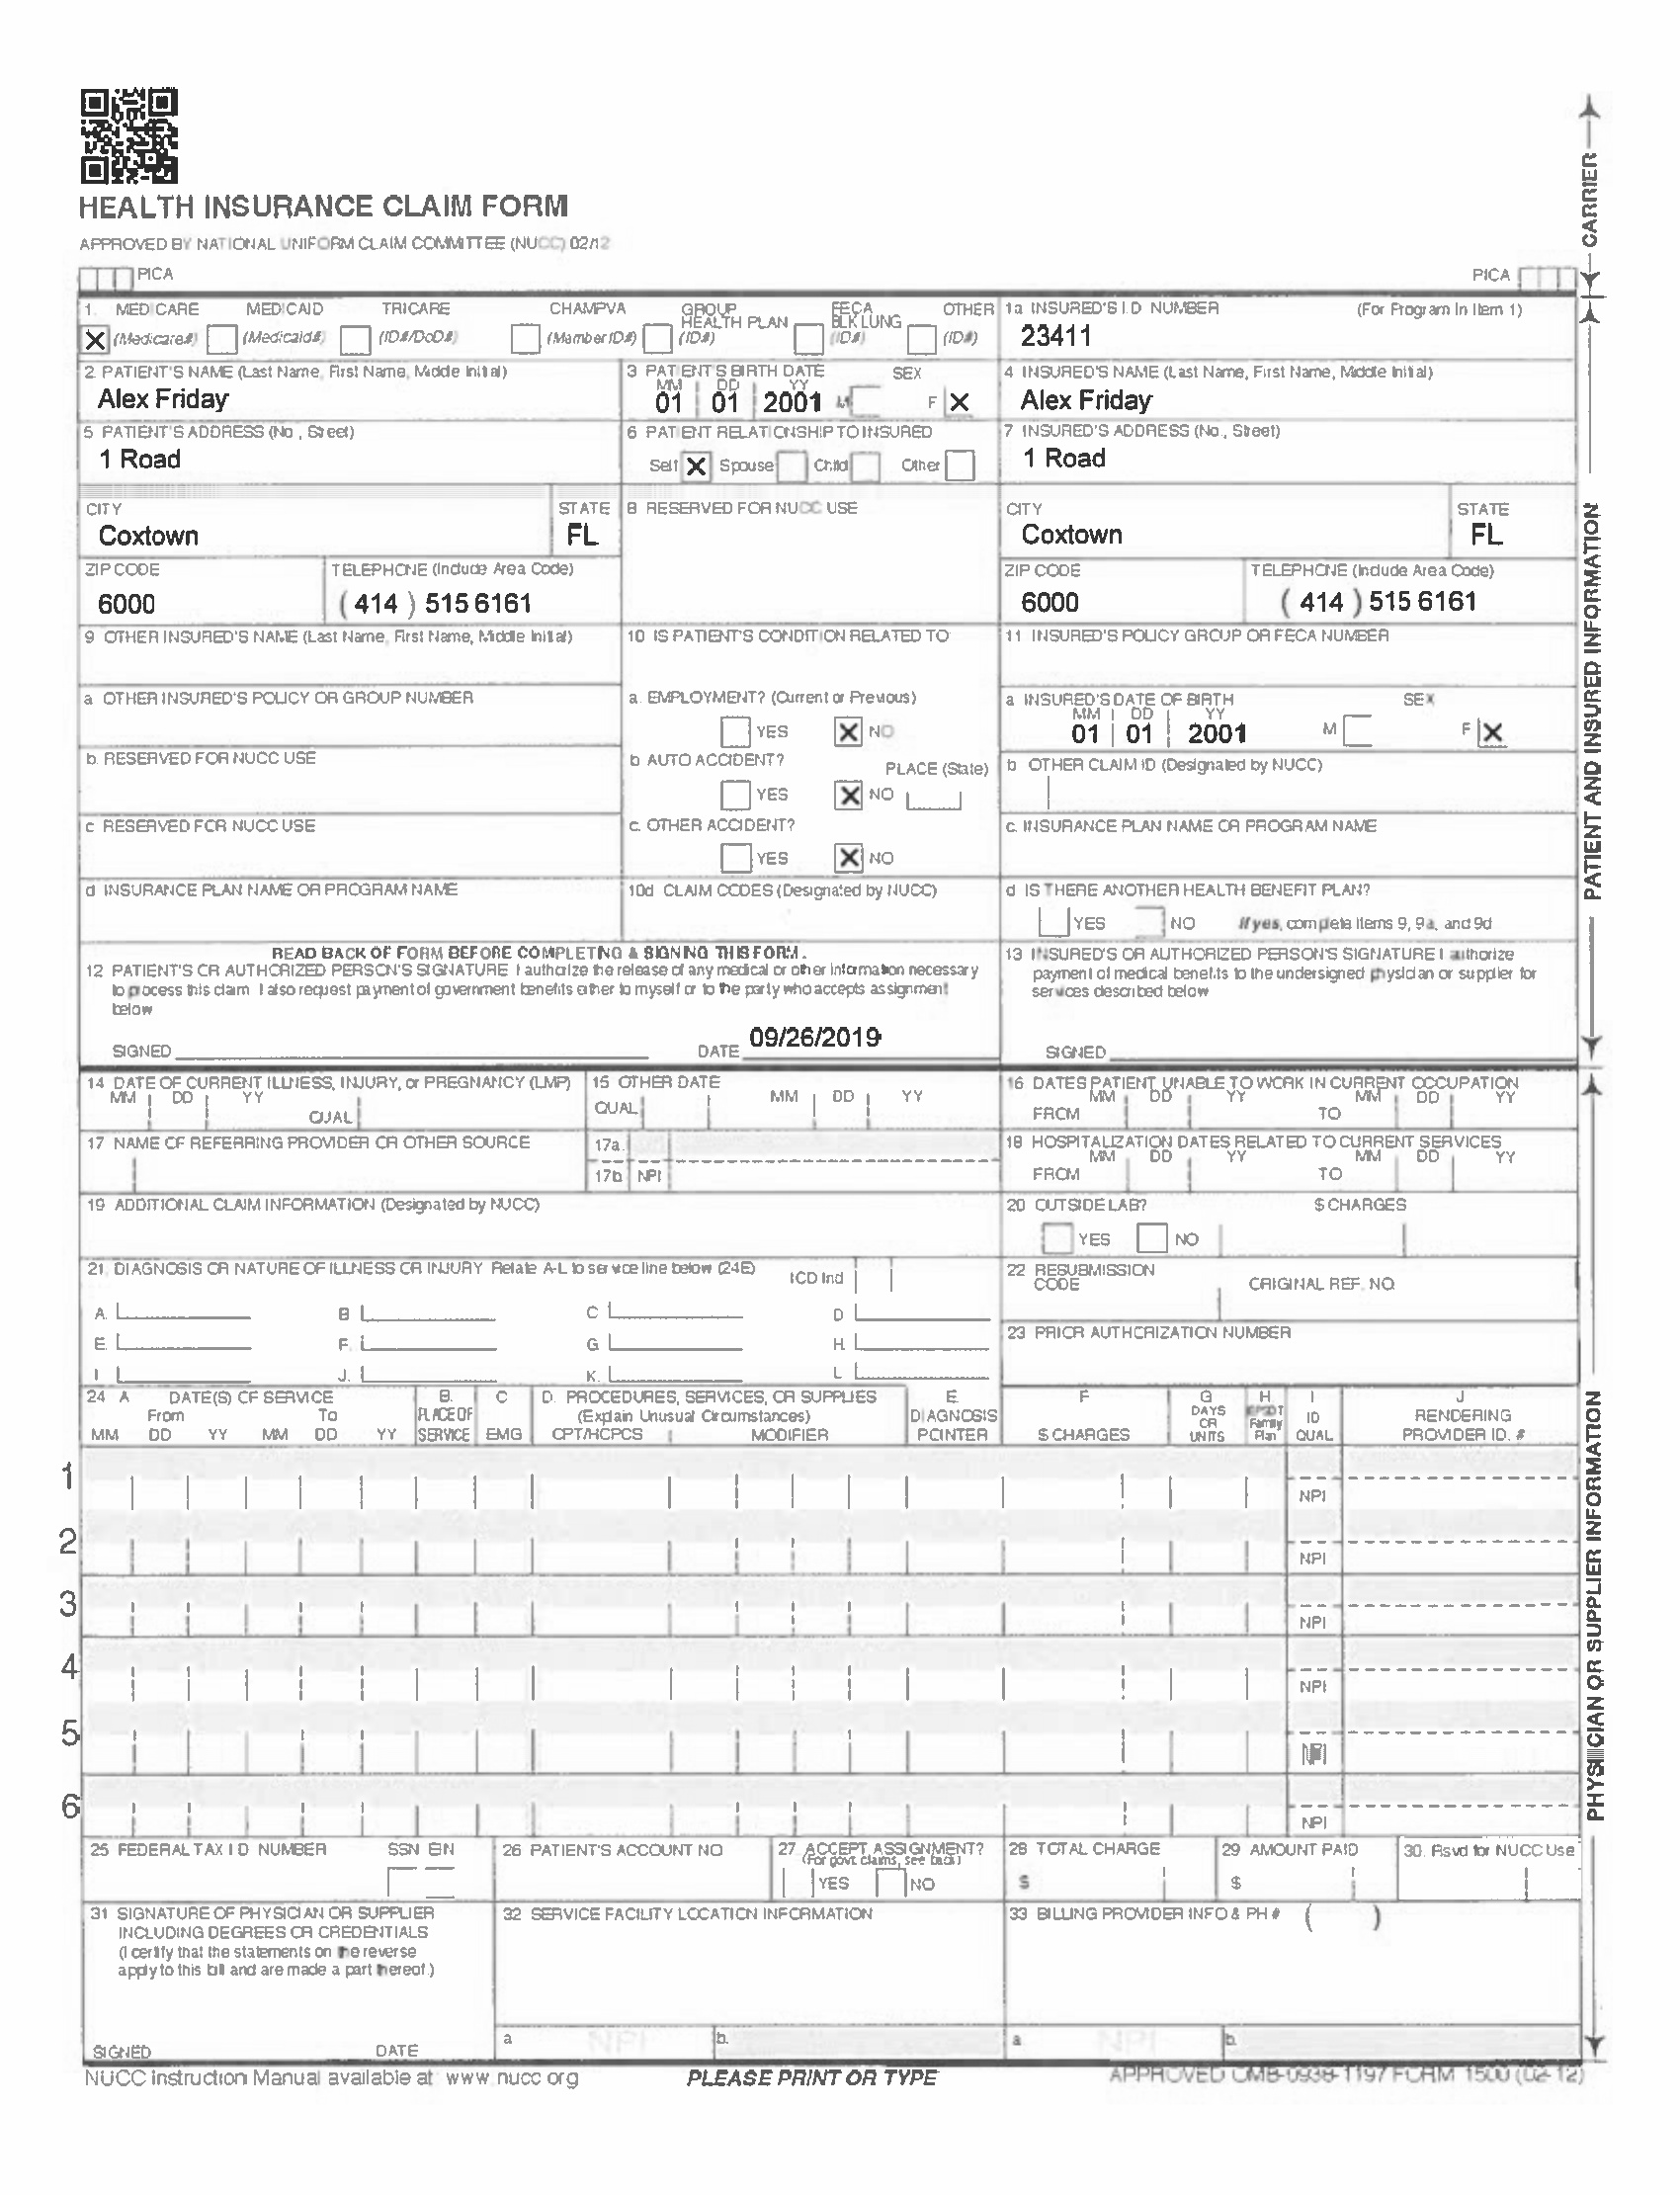 HEALTH INSURANCE CLAIM FORM
APPROVED BY NATIONAL UNIFORM CLAIM COMMITTEE (NUCC) 02/12
PICA
PICA
CARRIER
1. MEDICARE MEDICAID TRICARE CHAMPVA GROUP HEALTH PLAN FECA BLK LUNG OTHER
X (Medicare#) (Medicaid#) (ID#/DoD#) (Member ID#) (ID#) (ID#) (ID#)
1a INSURED'S I.D NUMBER (For Program In Item 1)
23411
2. PATIENT'S NAME (Last Name, First Name, Middle Initial)
Alex Friday
3 PATIENT'S BIRTH DATE SEX
MM DD YY
01 01 2001 M F X
4 INSURED'S NAME (Last Name, First Name, Middle Initial)
Alex Friday
5 PATIENT'S ADDRESS (No., Street)
1 Road
6 PATIENT RELATIONSHIP TO INSURED
Self X Spouse Child Other
7 INSURED'S ADDRESS (No., Street)
1 Road
CITY STATE
Coxtown FL
8 RESERVED FOR NUCC USE
CITY STATE
Coxtown FL
ZIP CODE TELEPHONE (Include Area Code)
6000 (414) 515 6161
ZIP CODE TELEPHONE (Include Area Code)
6000 (414) 515 6161
PATIENT AND INSURED INFORMATION
9 OTHER INSURED'S NAME (Last Name, First Name, Middle Initial)
10 IS PATIENT'S CONDITION RELATED TO
11 INSURED'S POLICY GROUP OR FECA NUMBER
a OTHER INSURED'S POLICY OR GROUP NUMBER
a. EMPLOYMENT? (Current or Previous)
YES X NO
a INSURED'S DATE OF BIRTH SEX
MM DD YY
01 01 2001 M F X
b. RESERVED FOR NUCC USE
b AUTO ACCIDENT? PLACE (State)
YES X NO
b OTHER CLAIM ID (Designated by NUCC)
c RESERVED FOR NUCC USE
c. OTHER ACCIDENT?
YES X NO
c. INSURANCE PLAN NAME OR PROGRAM NAME
d INSURANCE PLAN NAME OR PROGRAM NAME
10d CLAIM CODES (Designated by NUCC)
d IS THERE ANOTHER HEALTH BENEFIT PLAN?
YES NO If yes, complete items 9, 9a, and 9d
READ BACK OF FORM BEFORE COMPLETING & SIGNING THIS FORM.
12 PATIENT'S OR AUTHORIZED PERSON'S SIGNATURE I authorize the release of any medical or other information necessary
to process this claim I also request payment of government benefits either to myself or to the party who accepts assignment
below
SIGNED DATE 09/26/2019
13 INSURED'S OR AUTHORIZED PERSON'S SIGNATURE I authorize
payment of medical benefits to the undersigned physician or supplier for
services described below
SIGNED
14 DATE OF CURRENT ILLNESS, INJURY, or PREGNANCY (LMP)
MM DD YY
QUAL
15 OTHER DATE
QUAL MM DD YY
16 DATES PATIENT UNABLE TO WORK IN CURRENT OCCUPATION
MM DD YY MM DD YY
FROM TO
17 NAME OF REFERRING PROVIDER OR OTHER SOURCE
17a.
17b NPI
18 HOSPITALIZATION DATES RELATED TO CURRENT SERVICES
MM DD YY MM DD YY
FROM TO
19 ADDITIONAL CLAIM INFORMATION (Designated by NUCC)
20 OUTSIDE LAB? $ CHARGES
YES NO
21. DIAGNOSIS OR NATURE OF ILLNESS OR INJURY Relate A-L to service line below (24E) ICD Ind
A. B C D
E. F. G H.
I. J. K. L
22 RESUBMISSION
CODE ORIGINAL REF. NO.
23 PRIOR AUTHORIZATION NUMBER
24 A DATE(S) OF SERVICE
From To
MM DD YY MM DD YY
B. PLACE OF SERVICE
C EMG
D. PROCEDURES, SERVICES, OR SUPPLIES
(Explain Unusual Circumstances)
CPT/HCPCS MODIFIER
E. DIAGNOSIS POINTER
F $ CHARGES
G DAYS OR UNITS
H EPSDT Family Plan
I ID QUAL
J RENDERING PROVIDER ID. #
1 NPI
2 NPI
3 NPI
4 NPI
5 NPI
6 NPI
PHYSICIAN OR SUPPLIER INFORMATION
25 FEDERAL TAX I D NUMBER SSN EIN
26 PATIENT'S ACCOUNT NO
27 ACCEPT ASSIGNMENT?
(For govt. claims, see back)
YES NO
28 TOTAL CHARGE
$
29 AMOUNT PAID
$
30. Rsvd for NUCC Use
31 SIGNATURE OF PHYSICIAN OR SUPPLIER
INCLUDING DEGREES OR CREDENTIALS
(I certify that the statements on the reverse
apply to this bill and are made a part thereof.)
SIGNED DATE
32 SERVICE FACILITY LOCATION INFORMATION
a NPI b.
33 BILLING PROVIDER INFO & PH # ( )
a. NPI b.
NUCC Instruction Manual available at www.nucc.org
PLEASE PRINT OR TYPE
APPROVED OMB-0938-1197 FORM 1500 (02-12)